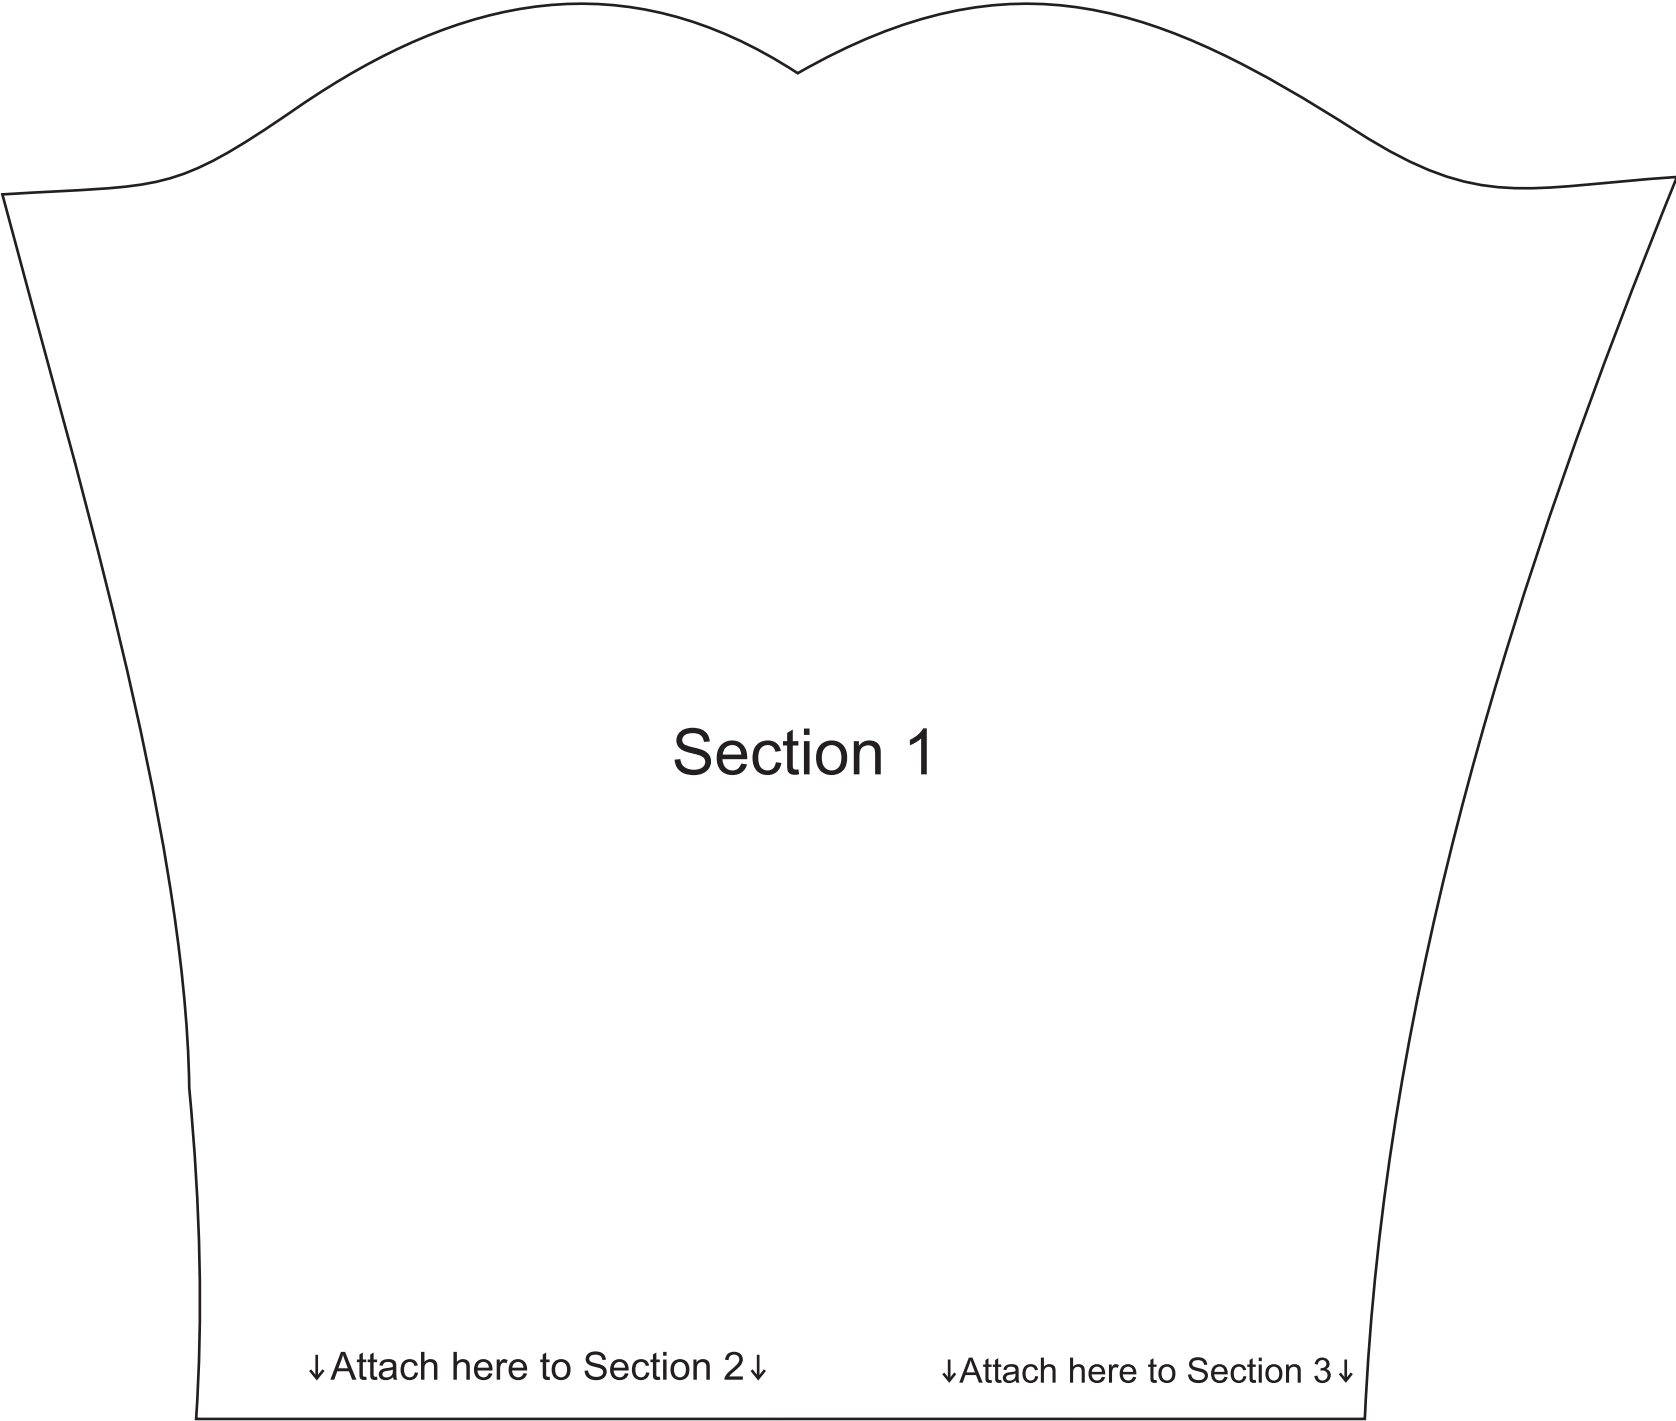 Section 1
↓Attach here to Section 2↓
↓Attach here to Section 3↓